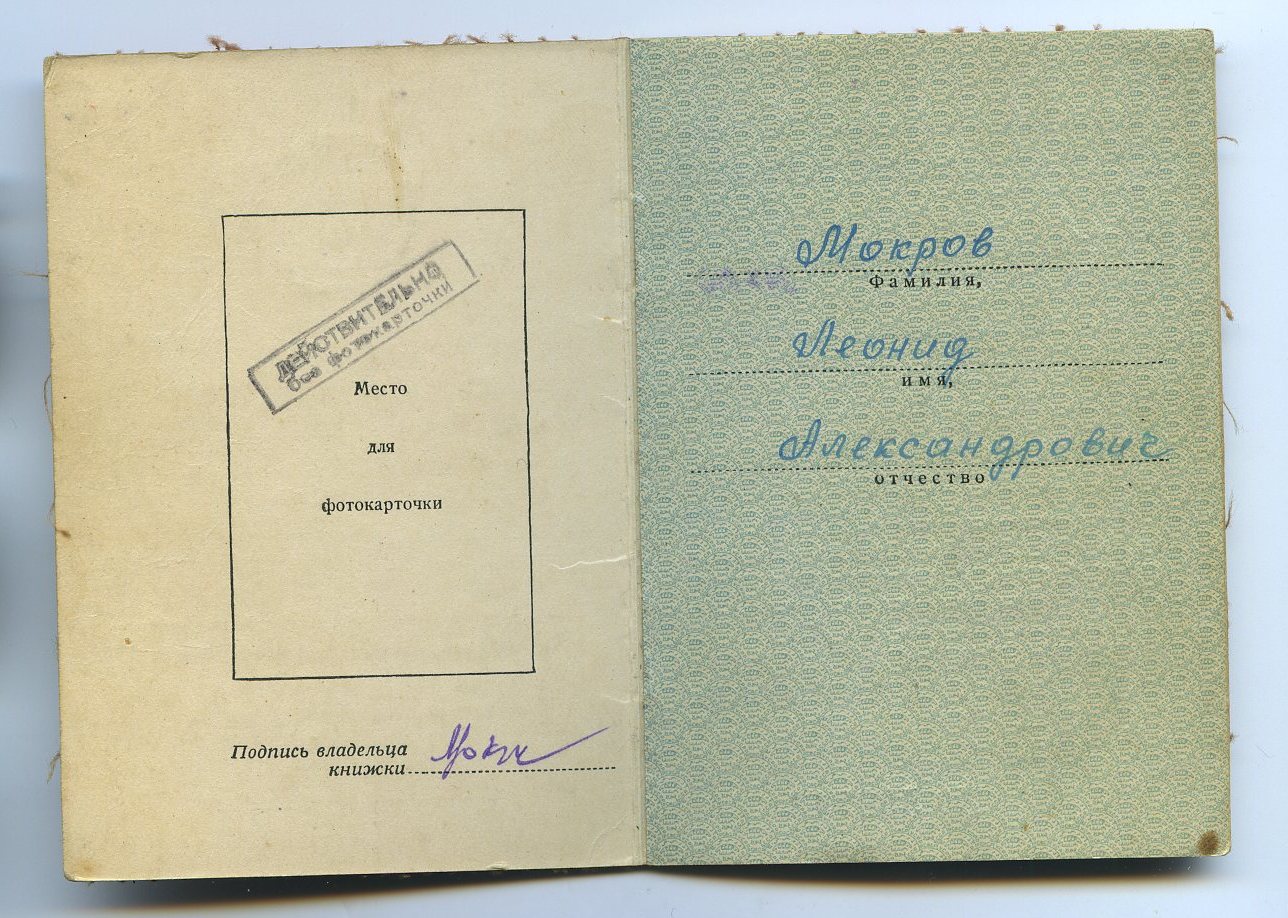 ДЕЙСТВИТЕЛЬНО
без фотокарточки
Место
для
фотокарточки
Подпись владельца
книжки
Мокров
Фамилия,
Леонид
имя,
Александрович
отчество